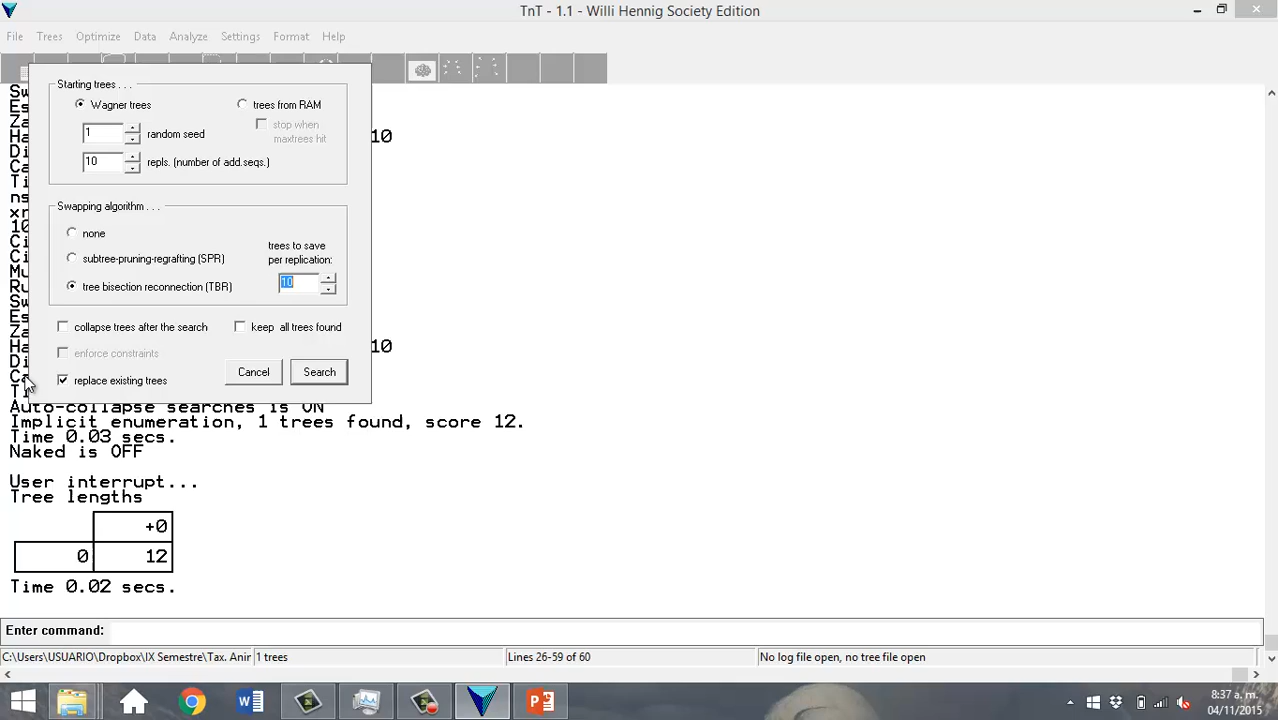 TnT - 1.1 - Willi Hennig Society Edition
File Trees Optimize Data Analyze Settings Format Help
Starting trees . . .
Wagner trees
trees from RAM
1 random seed
stop when
maxtrees hit
10 repls. (number of add.seqs.)
Swapping algorithm . . .
none
subtree-pruning-regrafting (SPR)
tree bisection reconnection (TBR)
trees to save
per replication:
10
collapse trees after the search
keep all trees found
enforce constraints
replace existing trees
Cancel
Search
10
10
Auto-collapse searches is ON
Implicit enumeration, 1 trees found, score 12.
Time 0.03 secs.
Naked is OFF
User interrupt...
Tree lengths
+0
0 12
Time 0.02 secs.
Enter command:
C:\Users\USUARIO\Dropbox\IX Semestre\Tax. Anir
1 trees
Lines 26-59 of 60
No log file open, no tree file open
8:37 a. m.
04/11/2015